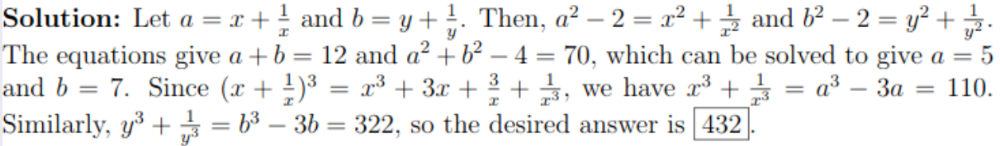 Solution: Let $a = x + \frac{1}{x}$ and $b = y + \frac{1}{y}$. Then, $a^2 - 2 = x^2 + \frac{1}{x^2}$ and $b^2 - 2 = y^2 + \frac{1}{y^2}$.
The equations give $a + b = 12$ and $a^2 + b^2 - 4 = 70$, which can be solved to give $a = 5$
and $b = 7$. Since $(x + \frac{1}{x})^3 = x^3 + 3x + \frac{3}{x} + \frac{1}{x^3}$, we have $x^3 + \frac{1}{x^3} = a^3 - 3a = 110$.
Similarly, $y^3 + \frac{1}{y^3} = b^3 - 3b = 322$, so the desired answer is $\boxed{432}$.